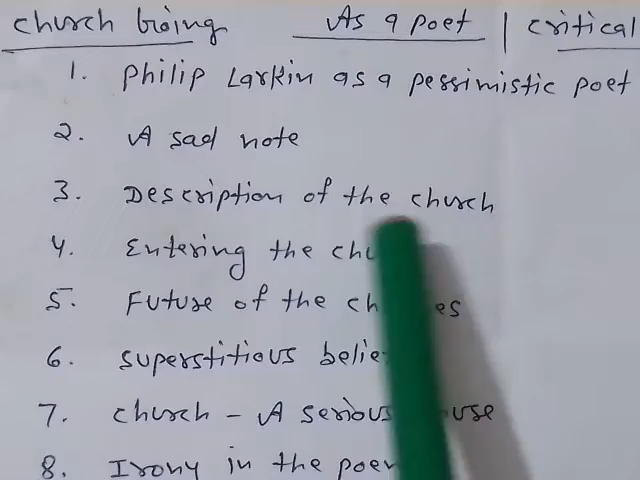 Church Going As a poet | critical
1. Philip Larkin as a pessimistic poet
2. A sad note
3. Description of the church
4. Entering the
5. Future of the
6. Superstitious
7. church - A serious
8. Irony in the